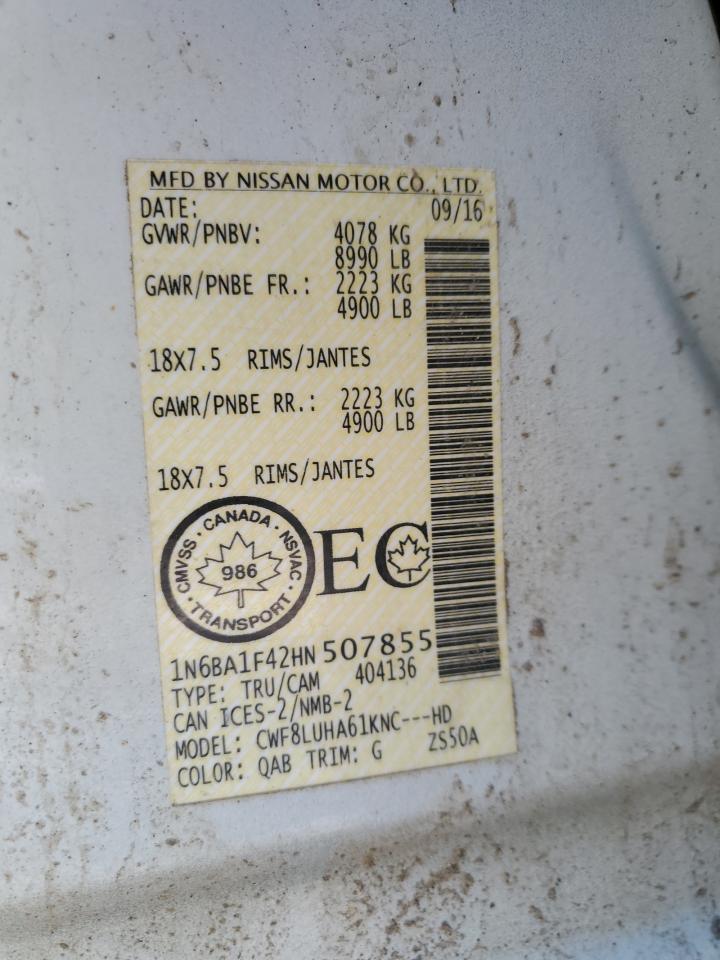 MFD BY NISSAN MOTOR CO., LTD.
DATE: 09/16
GVWR/PNBV: 4078 KG
8990 LB
GAWR/PNBE FR.: 2223 KG
4900 LB
18X7.5 RIMS/JANTES
GAWR/PNBE RR.: 2223 KG
4900 LB
18X7.5 RIMS/JANTES
CMVSS · CANADA · NSVAC · TRANSPORT ·
986
EC
1N6BA1F42HN507855
TYPE: TRU/CAM 404136
CAN ICES-2/NMB-2
MODEL: CWF8LUHA61KNC---HD
COLOR: QAB TRIM: G ZS50A